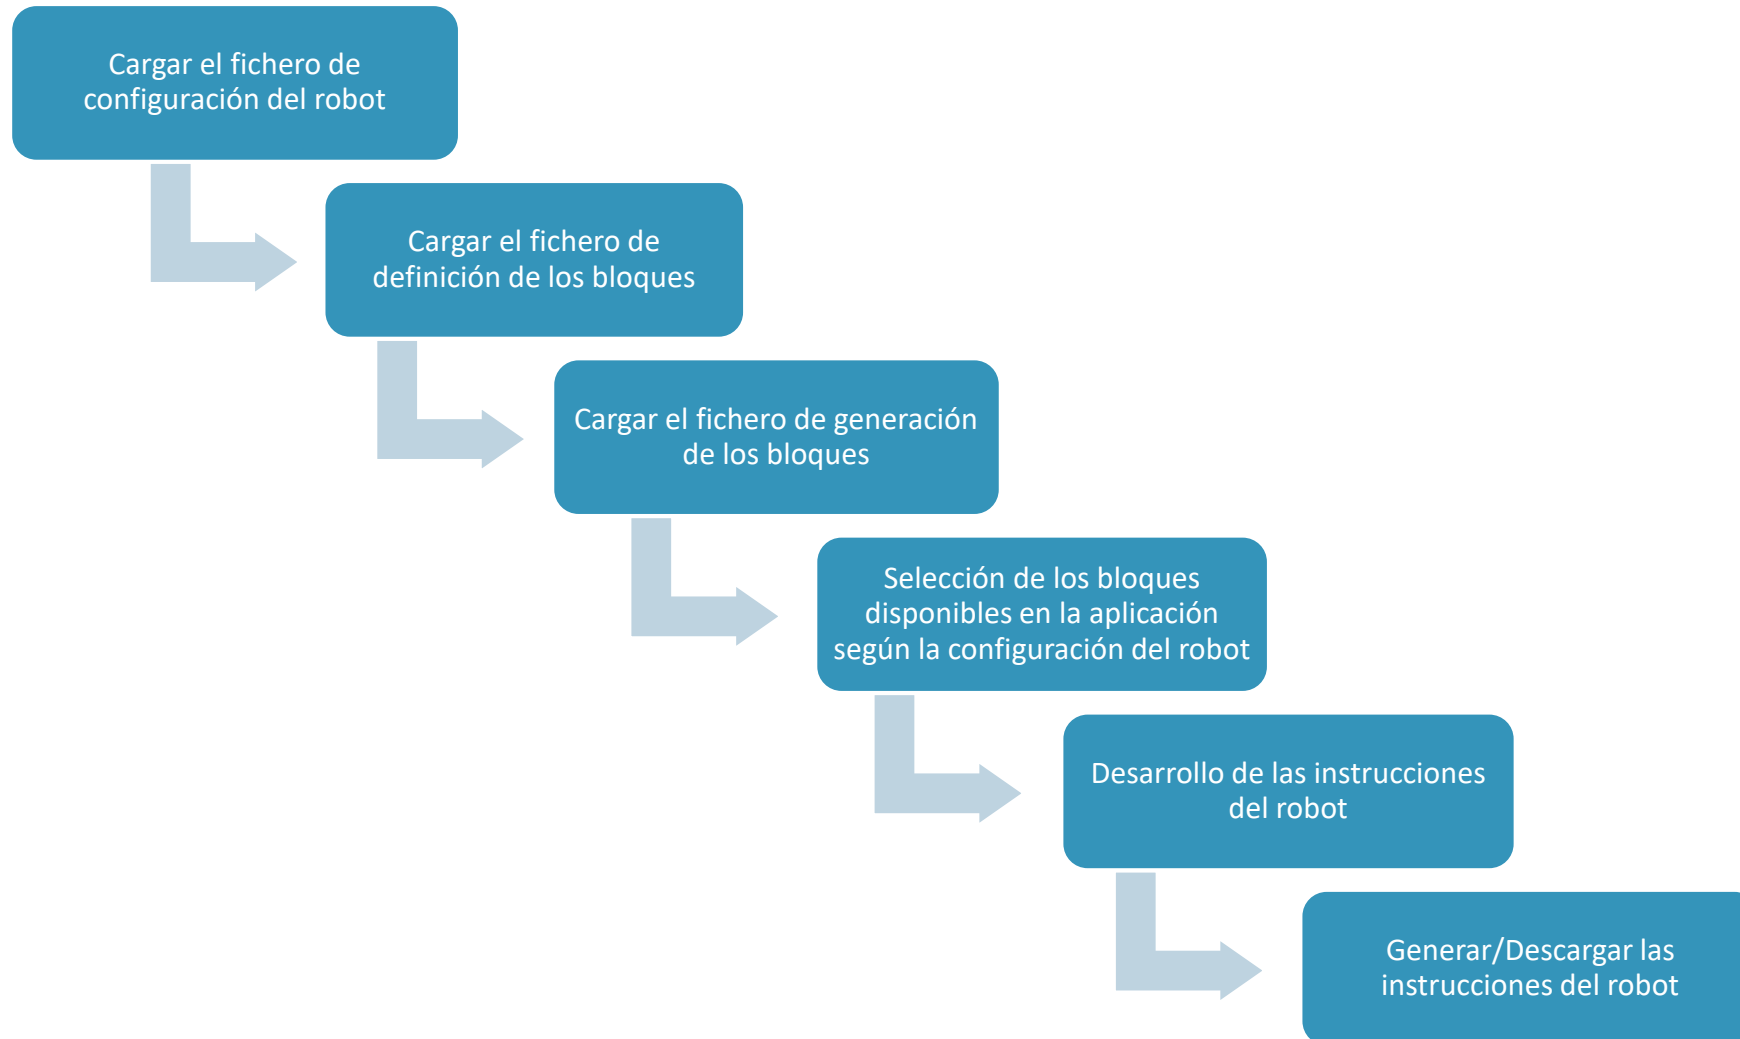 Cargar el fichero de
configuración del robot
Cargar el fichero de
definición de los bloques
Cargar el fichero de generación
de los bloques
Selección de los bloques
disponibles en la aplicación
según la configuración del robot
Desarrollo de las instrucciones
del robot
Generar/Descargar las
instrucciones del robot